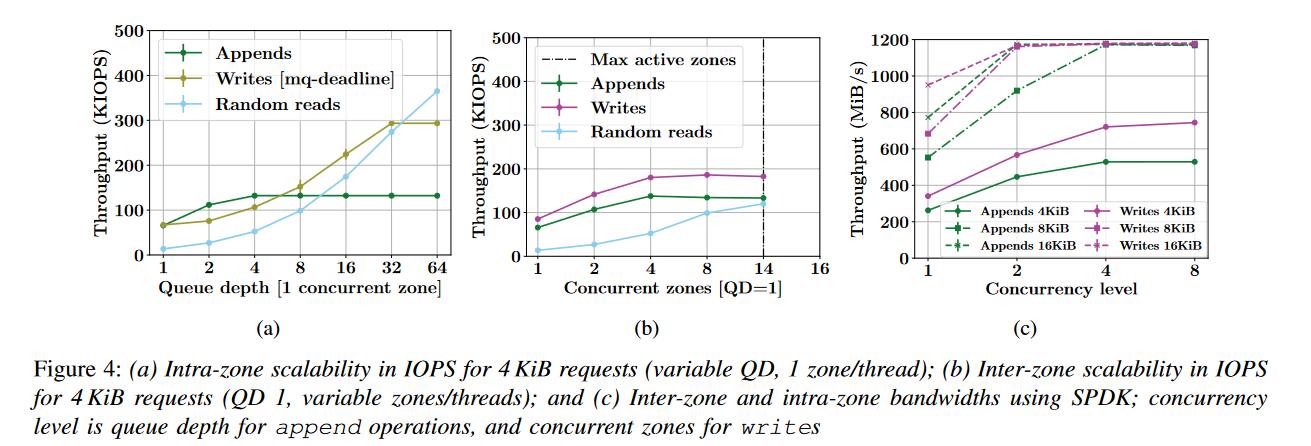 Throughput (KIOPS)
500
400
300
200
100
0
Appends
Writes [mq-deadline]
Random reads
1 2 4 8 16 32 64
Queue depth [1 concurrent zone]
(a)
Throughput (KIOPS)
500
400
300
200
100
0
Max active zones
Appends
Writes
Random reads
1 2 4 8 14 16
Concurrent zones [QD=1]
(b)
Throughput (MiB/s)
1200
1000
800
600
400
200
0
Appends 4KiB
Appends 8KiB
Appends 16KiB
Writes 4KiB
Writes 8KiB
Writes 16KiB
1 2 4 8
Concurrency level
(c)
Figure 4: (a) Intra-zone scalability in IOPS for 4 KiB requests (variable QD, 1 zone/thread); (b) Inter-zone scalability in IOPS
for 4 KiB requests (QD 1, variable zones/threads); and (c) Inter-zone and intra-zone bandwidths using SPDK; concurrency
level is queue depth for append operations, and concurrent zones for writes